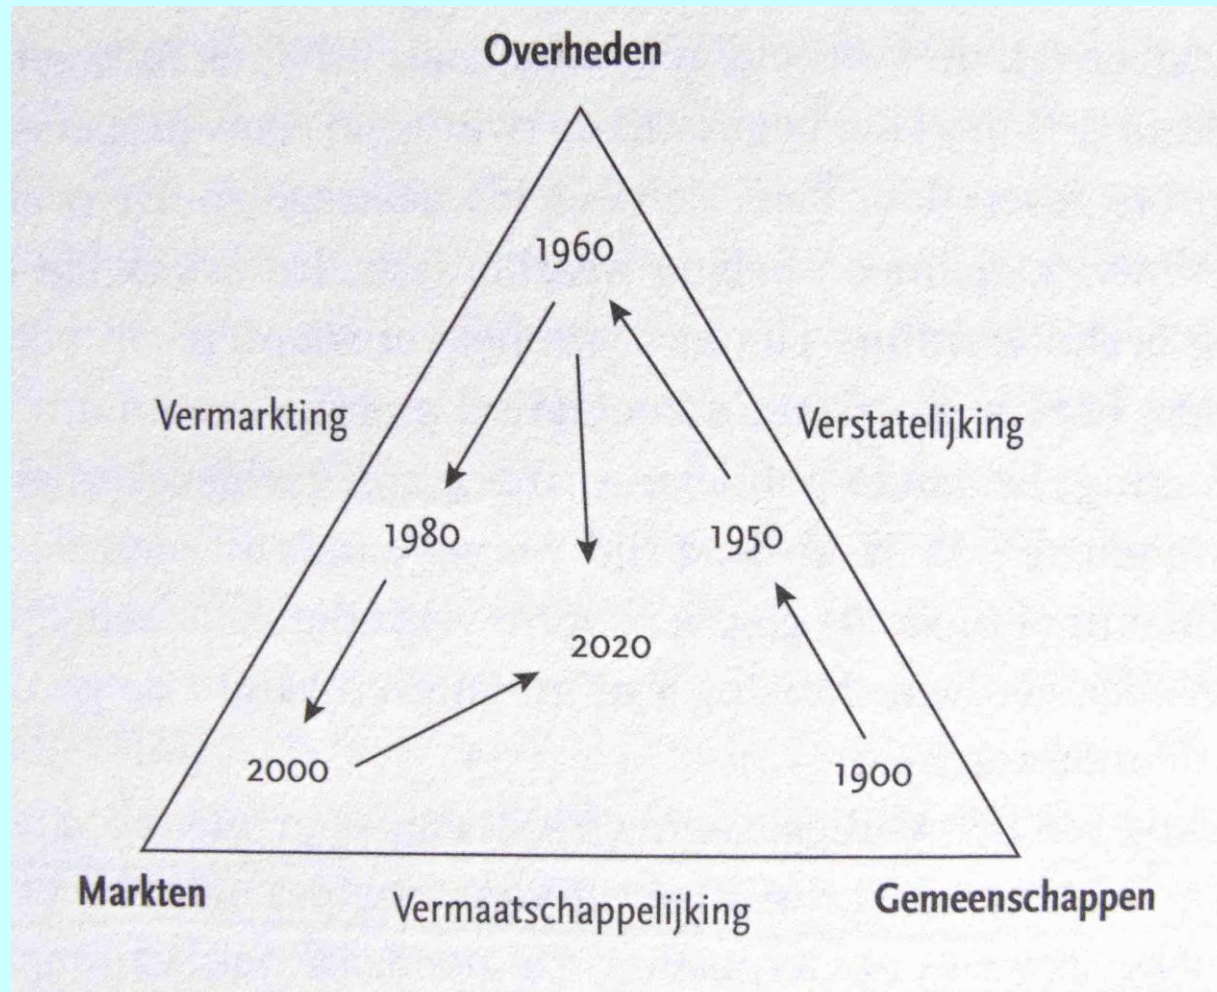 Overheden
1960
Vermarkting
Verstatelijking
1980
1950
2020
2000
1900
Markten
Vermaatschappelijking
Gemeenschappen